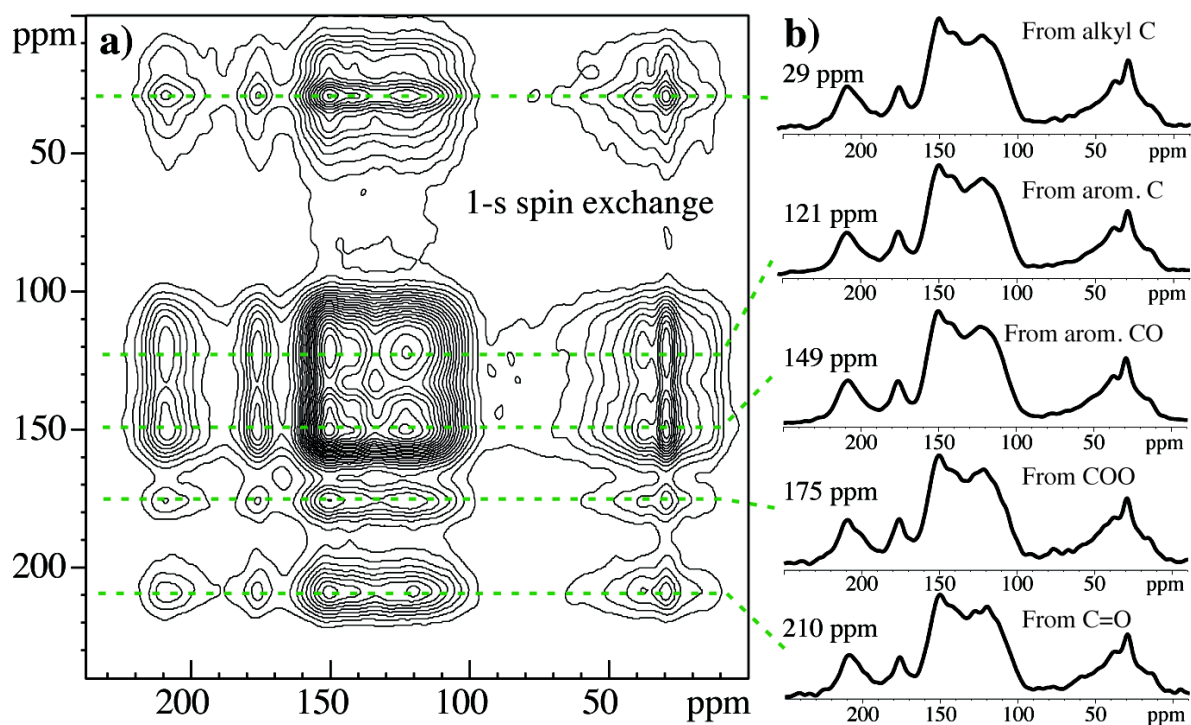 ppm
a)
50
100
150
200
1-s spin exchange
200
150
100
50
ppm
b)
From alkyl C
29 ppm
200 150 100 50 ppm
From arom. C
121 ppm
200 150 100 50 ppm
From arom. CO
149 ppm
200 150 100 50 ppm
From COO
175 ppm
200 150 100 50 ppm
From C=O
210 ppm
200 150 100 50 ppm